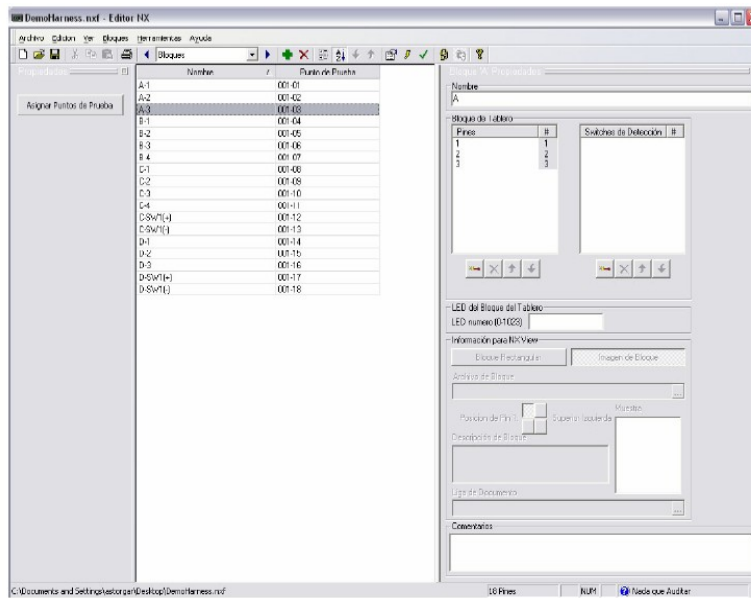 DemoHarness.nxf - Editor NX
Archivo Edicion Ver Bloques Herramientas Ayuda
Bloques
Propiedades
Asignar Puntos de Prueba
Nombre / Punto de Prueba
A-1 001-01
A-2 001-02
A-3 001-03
B-1 001-04
B-2 001-05
B-3 001-06
B-4 001-07
C-1 001-08
C-2 001-09
C-3 001-10
C-4 001-11
C-SW1(+) 001-12
C-SW1(-) 001-13
D-1 001-14
D-2 001-15
D-3 001-16
D-SW1(+) 001-17
D-SW1(-) 001-18
Bloque 'A' Propiedades
Nombre
A
Bloque de Tablero
Pines #
1 1
2 2
3 3
Switches de Detección #
LED del Bloque del Tablero
LED numero (0-1023)
Información para NX View
Bloque Rectangular
Imagen de Bloque
Archivo de Bloque
...
Posicion de Pin 1:
Superior Izquierda
Muestra
Descripción de Bloque
Liga de Documento
...
Comentarios
C:\Documents and Settings\astorgar\Desktop\DemoHarness.nxf
18 Pines
NUM
Nada que Auditar